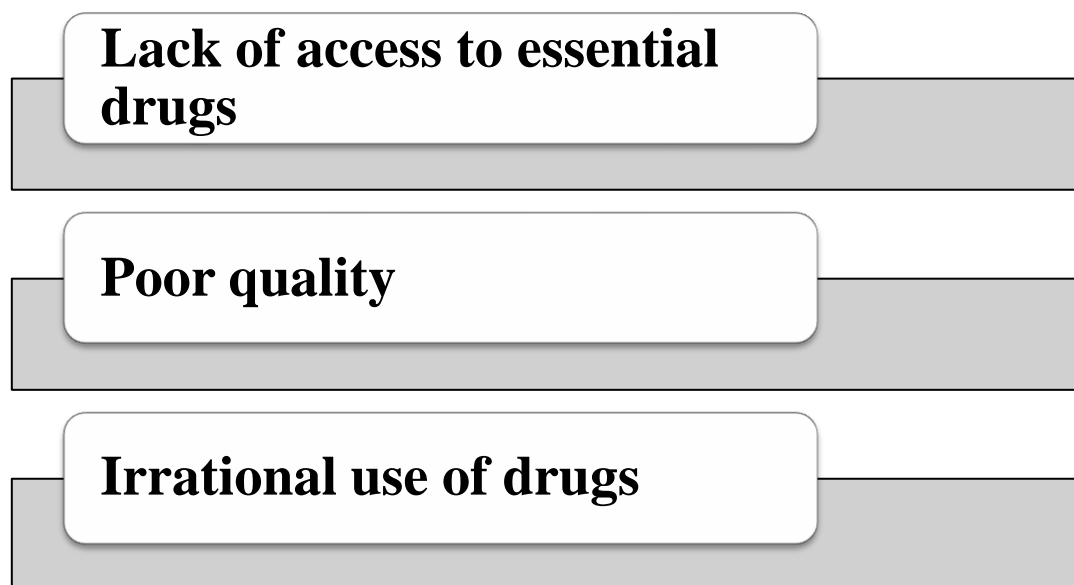 Lack of access to essential
drugs
Poor quality
Irrational use of drugs